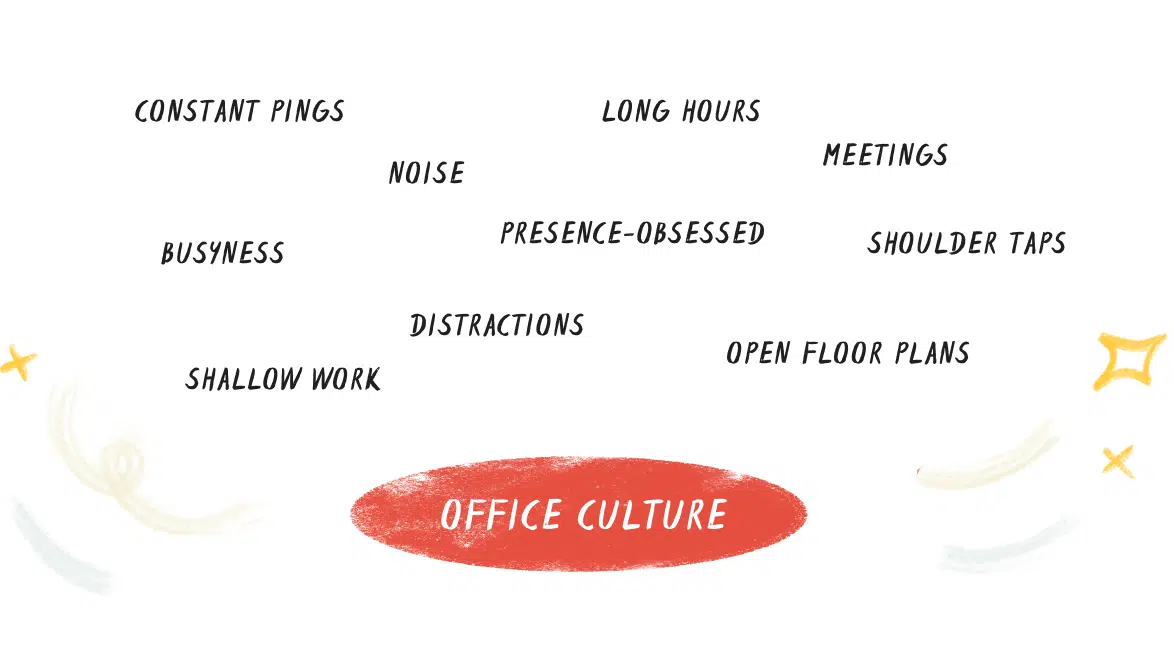 CONSTANT PINGS
LONG HOURS
MEETINGS
NOISE
PRESENCE-OBSESSED
SHOULDER TAPS
BUSYNESS
DISTRACTIONS
OPEN FLOOR PLANS
SHALLOW WORK
OFFICE CULTURE